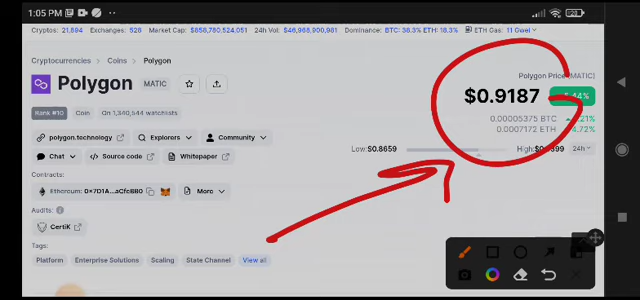 1:05 PM
Cryptos: 21,894 Exchanges: 528 Market Cap: $858,780,524,051 24h Vol: $46,968,900,981 Dominance: BTC: 38.3% ETH: 18.3% ETH Gas: 11 Gwei
Cryptocurrencies > Coins > Polygon
Polygon MATIC
Polygon Price (MATIC)
$0.9187
0.00005375 BTC
0.0007172 ETH 4.72%
Rank #10 Coin On 1,340,544 watchlists
polygon.technology Explorers Community
Chat Source code Whitepaper
Low: $0.8659 High: 24h
Contracts:
Ethereum: More
Audits:
CertiK
Tags:
Platform Enterprise Solutions Scaling State Channel View all